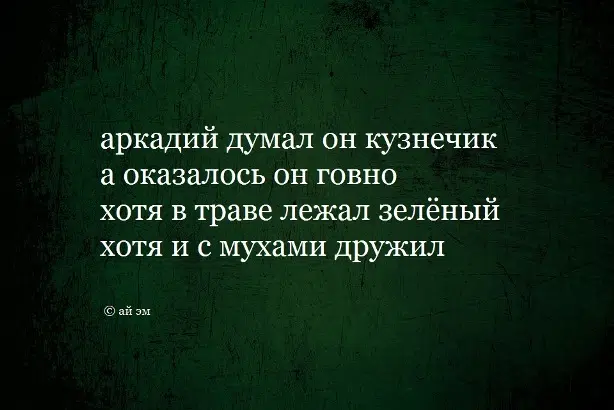 аркадий думал он кузнечик
а оказалось он говно
хотя в траве лежал зелёный
хотя и с мухами дружил
© ай эм